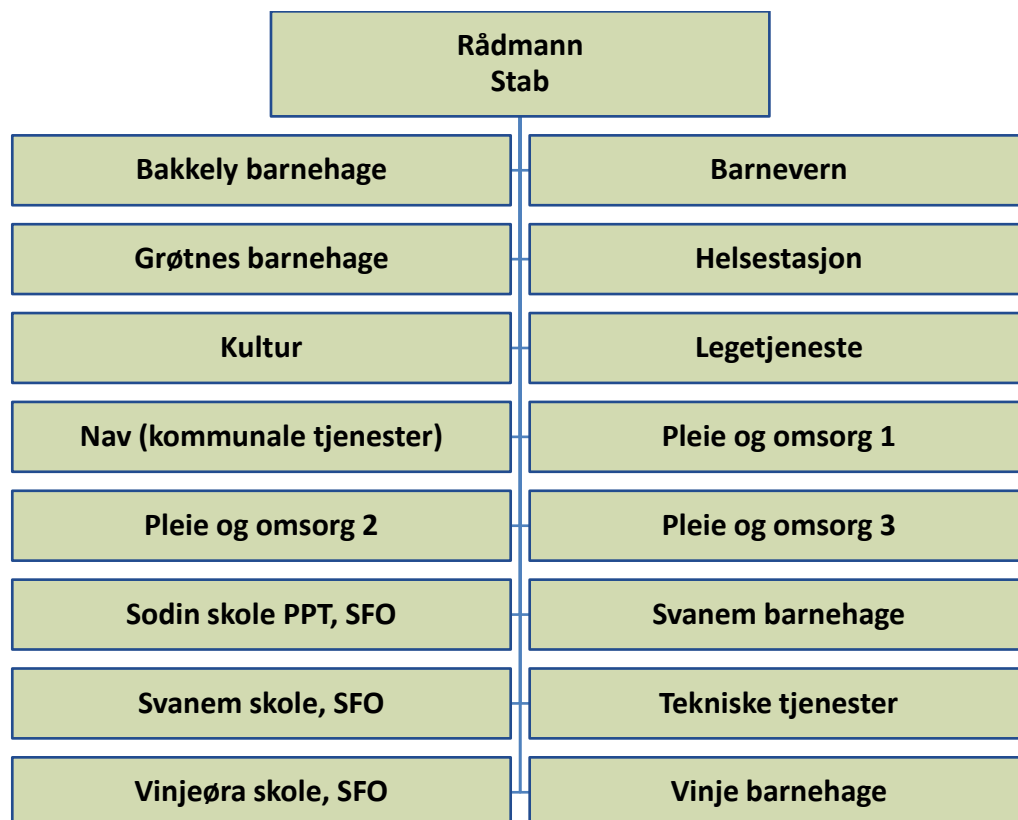 Rådmann
Stab
Bakkely barnehage
Barnevern
Grøtnes barnehage
Helsestasjon
Kultur
Legetjeneste
Nav (kommunale tjenester)
Pleie og omsorg 1
Pleie og omsorg 2
Pleie og omsorg 3
Sodin skole PPT, SFO
Svanem barnehage
Svanem skole, SFO
Tekniske tjenester
Vinjeøra skole, SFO
Vinje barnehage